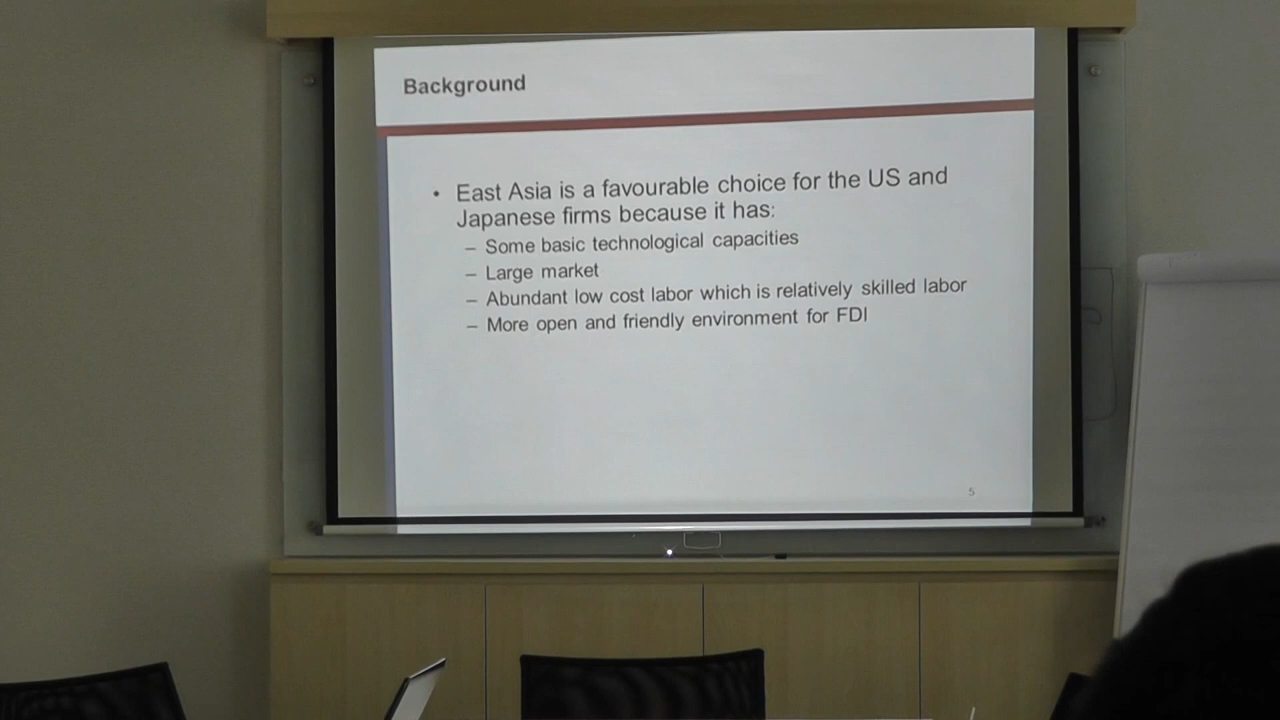 Background
• East Asia is a favourable choice for the US and
Japanese firms because it has:
– Some basic technological capacities
– Large market
– Abundant low cost labor which is relatively skilled labor
– More open and friendly environment for FDI
5